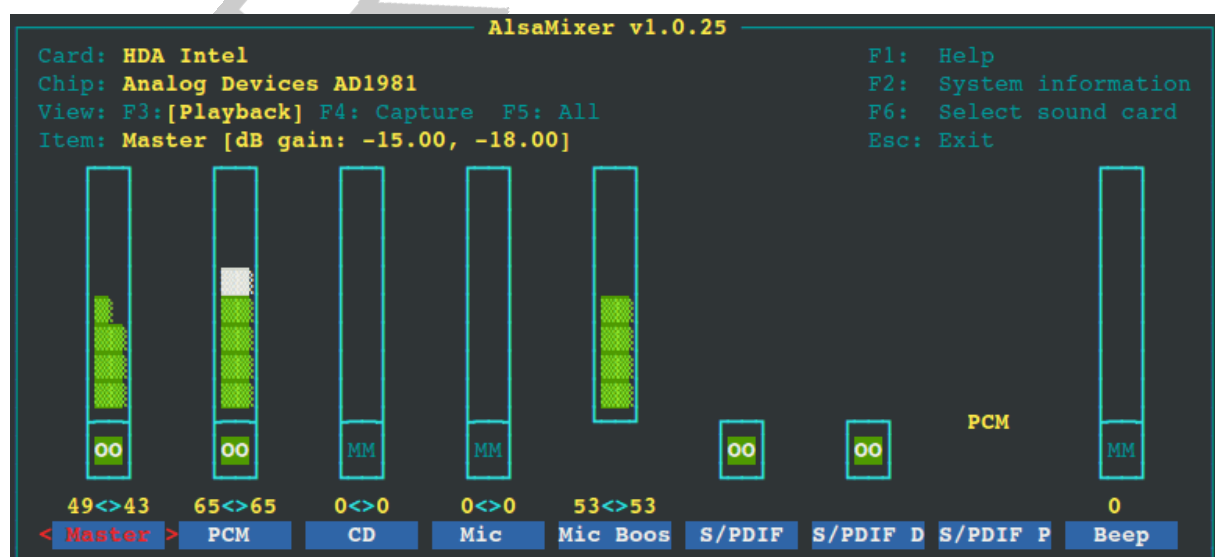 AlsaMixer v1.0.25
Card: HDA Intel F1: Help
Chip: Analog Devices AD1981 F2: System information
View: F3:[Playback] F4: Capture F5: All F6: Select sound card
Item: Master [dB gain: -15.00, -18.00] Esc: Exit
PCM
OO OO MM MM OO OO MM
49<>43 65<>65 0<>0 0<>0 53<>53 0
< Master > PCM CD Mic Mic Boos S/PDIF S/PDIF D S/PDIF P Beep